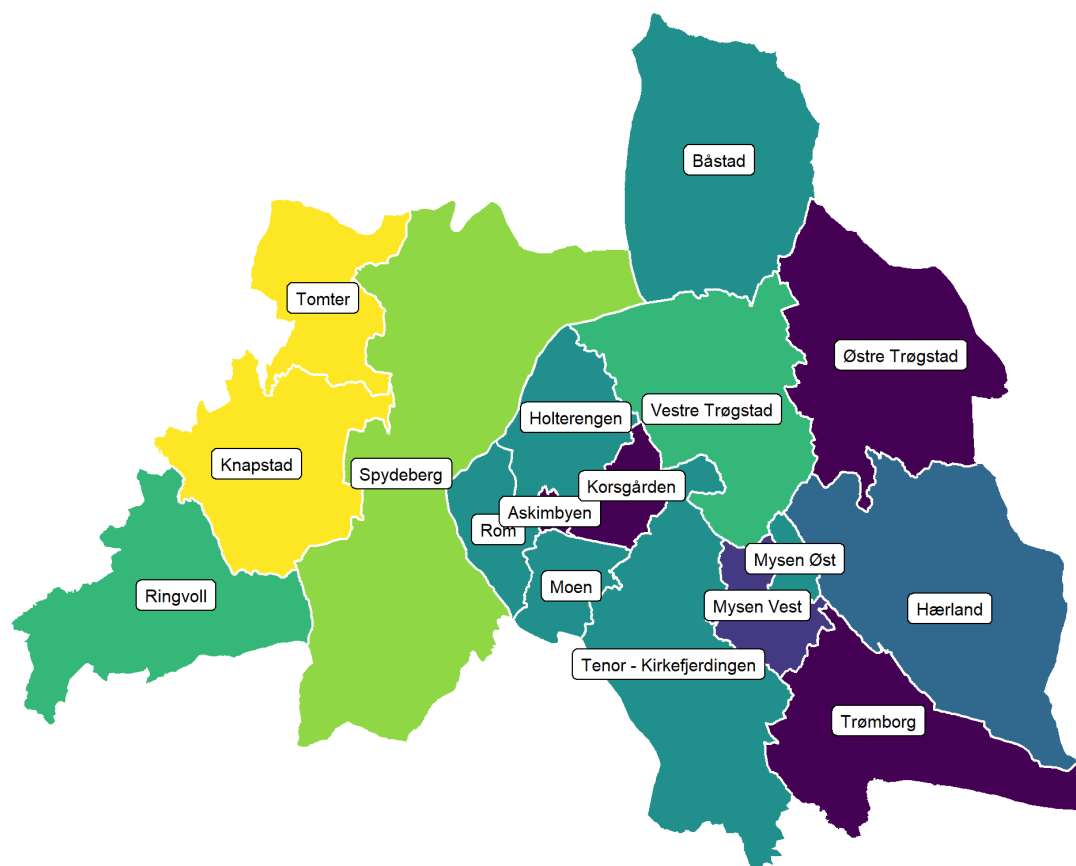 Båstad
Tomter
Østre Trøgstad
Holterengen
Vestre Trøgstad
Knapstad
Spydeberg
Korsgården
Askimbyen
Rom
Mysen Øst
Moen
Ringvoll
Mysen Vest
Hærland
Tenor - Kirkefjerdingen
Trømborg